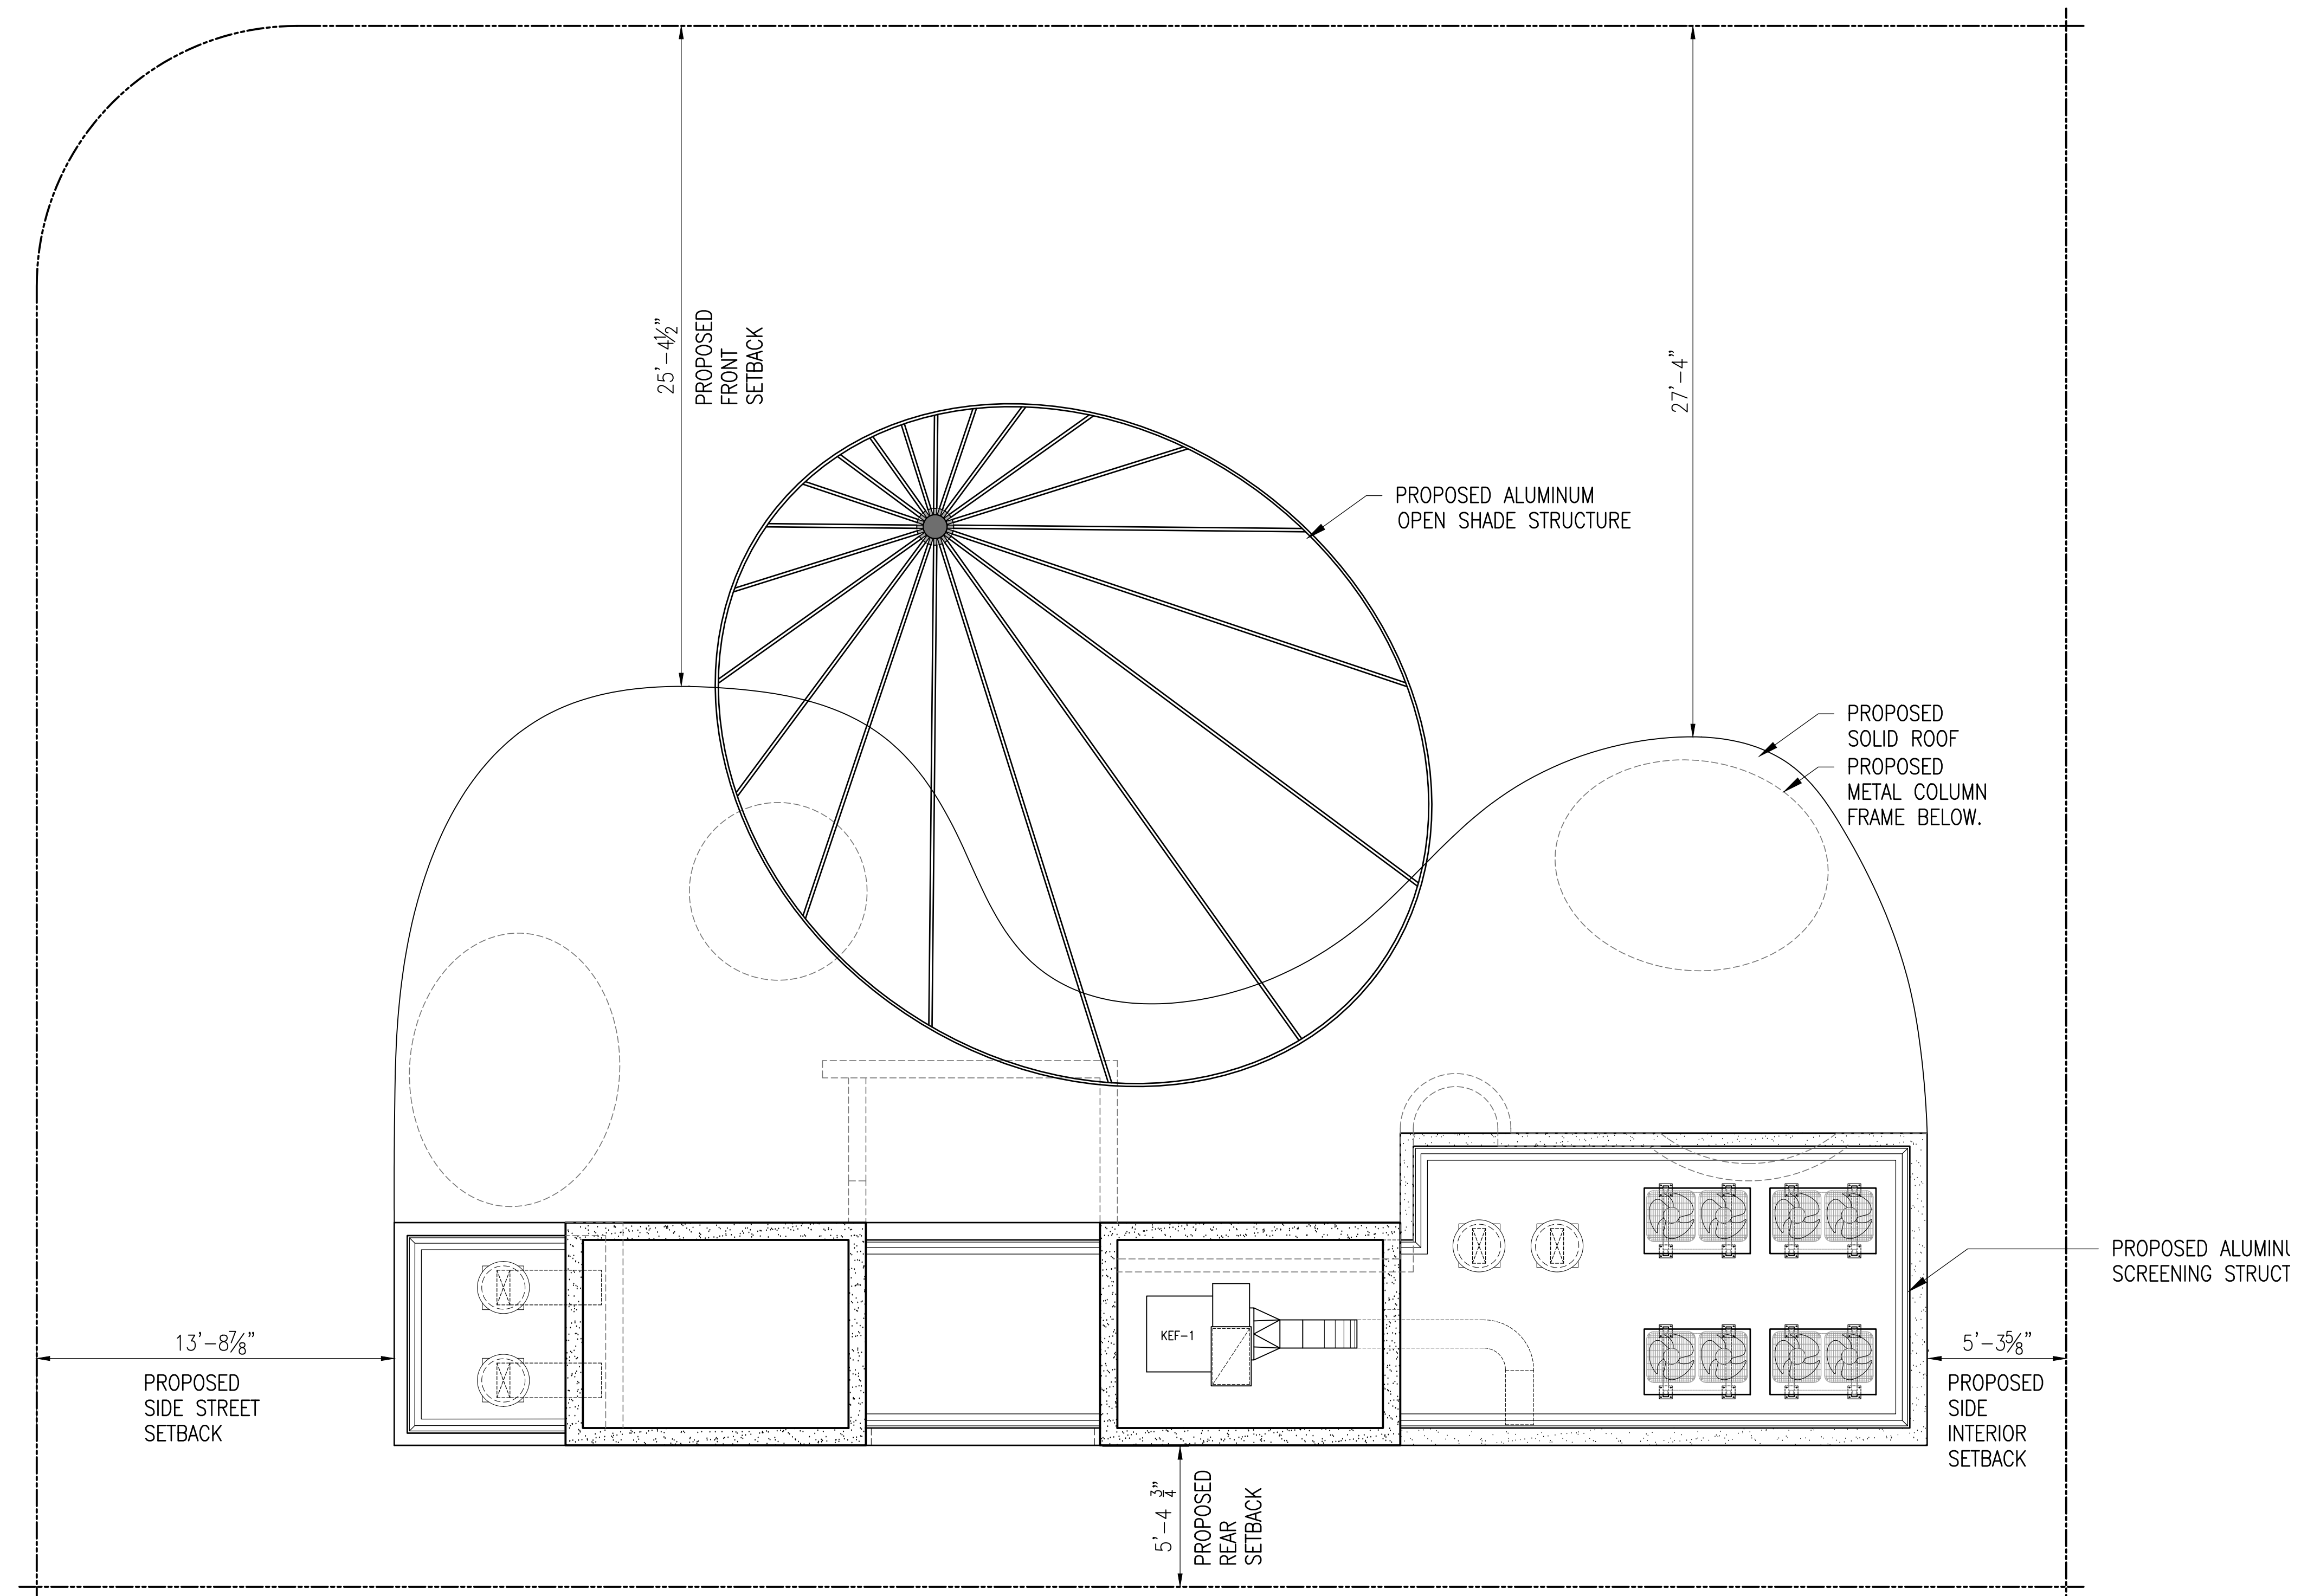 25'-4½"
PROPOSED
FRONT
SETBACK
27'-4"
PROPOSED ALUMINUM
OPEN SHADE STRUCTURE
PROPOSED
SOLID ROOF
PROPOSED
METAL COLUMN
FRAME BELOW.
PROPOSED
SCREENING
KEF-1
13'-8⅞"
PROPOSED
SIDE STREET
SETBACK
5'-3⅝"
PROPOSED
SIDE
INTERIOR
SETBACK
5'-4 ¾"
PROPOSED
REAR
SETBACK